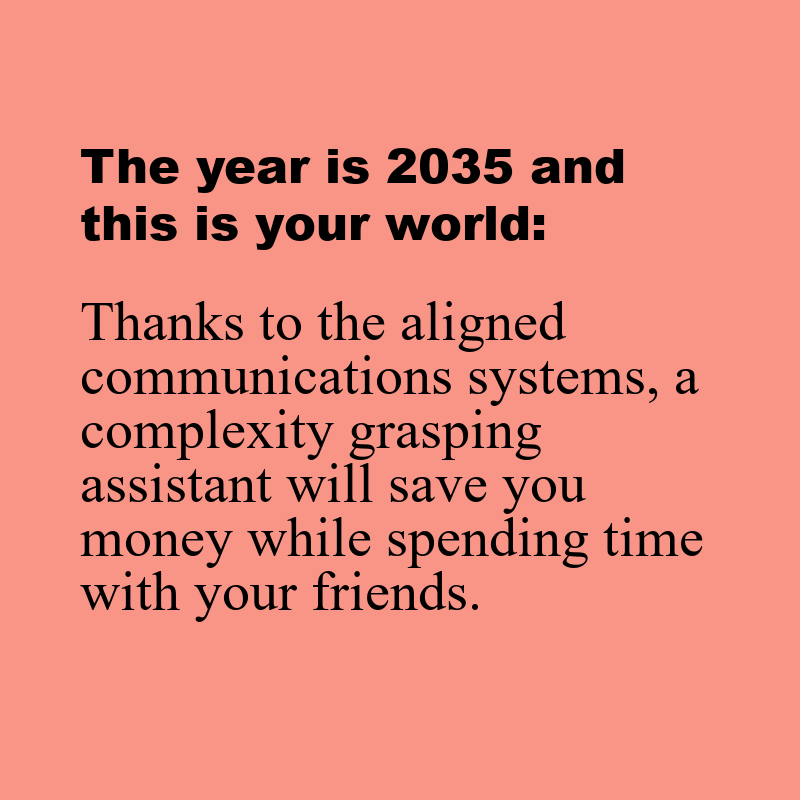 The year is 2035 and
this is your world:
Thanks to the aligned
communications systems, a
complexity grasping
assistant will save you
money while spending time
with your friends.